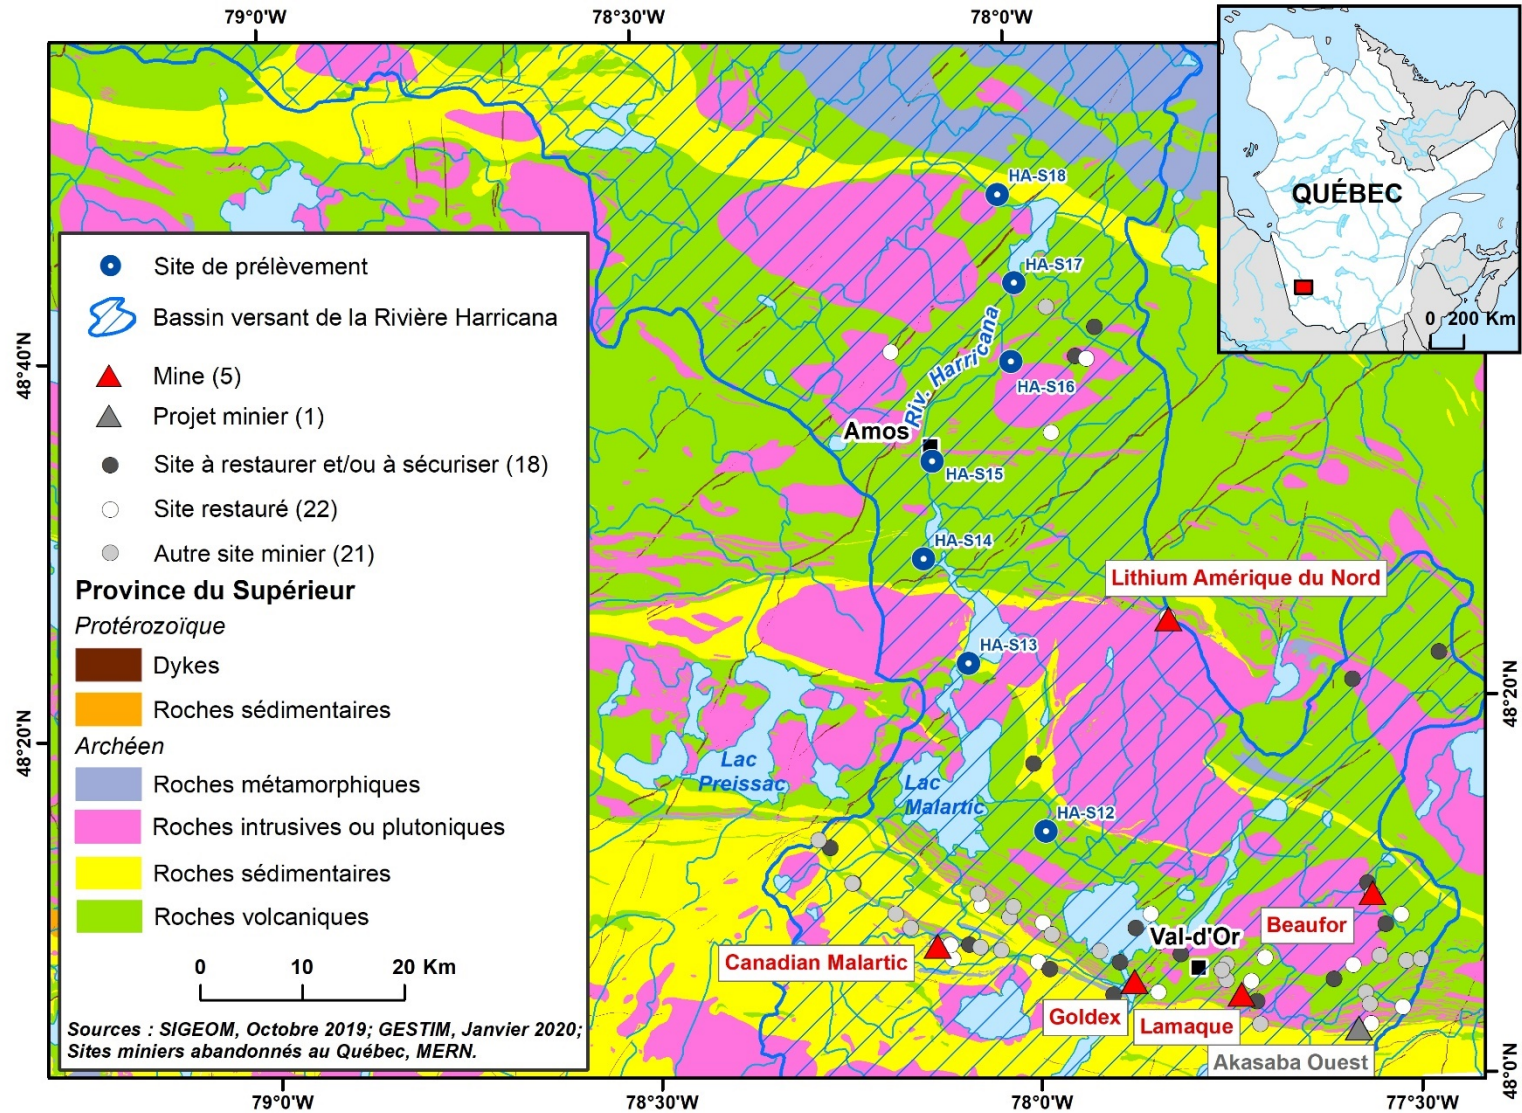 79°0'W
78°30'W
78°0'W
HA-S18
QUÉBEC
0 200 Km
Site de prélèvement
HA-S17
Bassin versant de la Rivière Harricana
Riv. Harricana
48°40'N
Mine (5)
HA-S16
Projet minier (1)
Amos
Site à restaurer et/ou à sécuriser (18)
HA-S15
Site restauré (22)
HA-S14
Autre site minier (21)
Lithium Amérique du Nord
Province du Supérieur
Protérozoïque
HA-S13
Dykes
48°20'N
Roches sédimentaires
Archéen
48°20'N
Lac
Preissac
Lac
Malartic
Roches métamorphiques
HA-S12
Roches intrusives ou plutoniques
Roches sédimentaires
Roches volcaniques
Beaufor
Val-d'Or
Canadian Malartic
0 10 20 Km
Goldex
Lamaque
Sources : SIGEOM, Octobre 2019; GESTIM, Janvier 2020;
Sites miniers abandonnés au Québec, MERN.
Akasaba Ouest
48°0'N
79°0'W
78°30'W
78°0'W
77°30'W